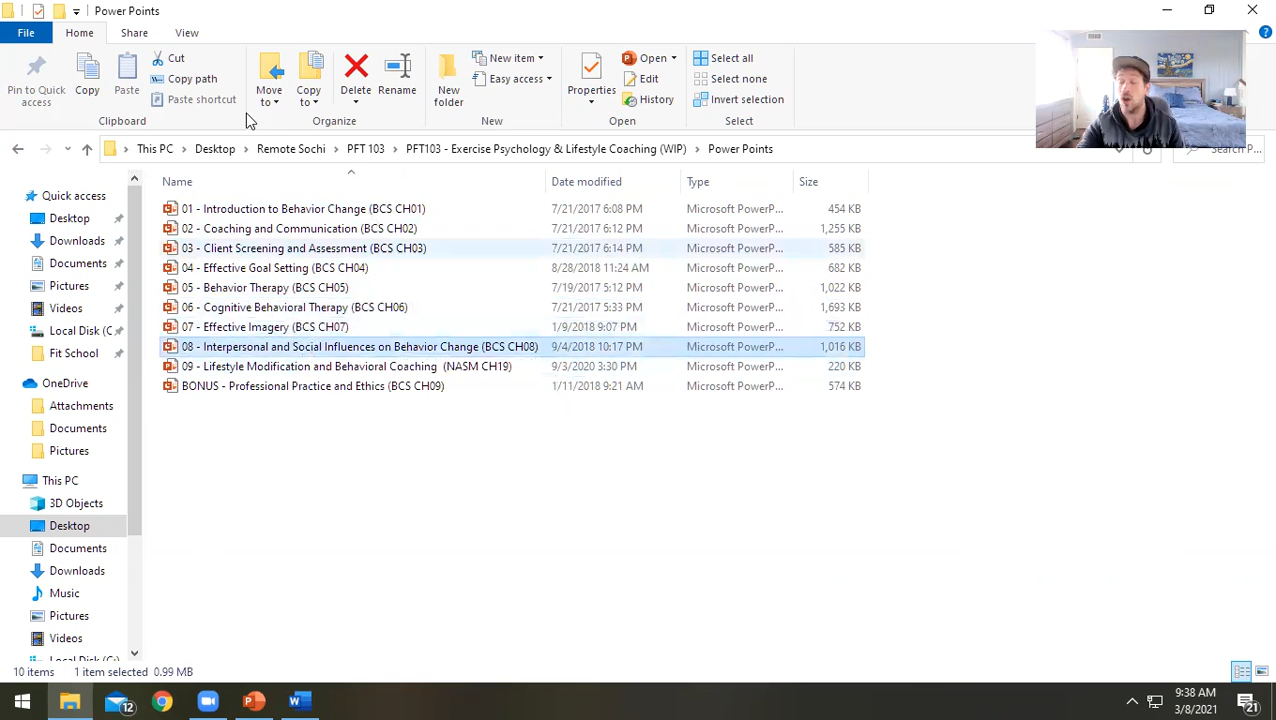 Power Points
File Home Share View
Pin to Quick access
Copy
Paste
Cut
Copy path
Paste shortcut
Clipboard
Move to
Copy to
Delete
Rename
Organize
New folder
New item
Easy access
New
Properties
Open
Edit
History
Open
Select all
Select none
Invert selection
Select
This PC Desktop Remote Sochi PFT 103 PFT103 - Exercise Psychology & Lifestyle Coaching (WIP) Power Points
Search P...
Name Date modified Type Size
01 - Introduction to Behavior Change (BCS CH01) 7/21/2017 6:08 PM Microsoft PowerP... 454 KB
02 - Coaching and Communication (BCS CH02) 7/21/2017 6:12 PM Microsoft PowerP... 1,255 KB
03 - Client Screening and Assessment (BCS CH03) 7/21/2017 6:14 PM Microsoft PowerP... 585 KB
04 - Effective Goal Setting (BCS CH04) 8/28/2018 11:24 AM Microsoft PowerP... 682 KB
05 - Behavior Therapy (BCS CH05) 7/19/2017 5:12 PM Microsoft PowerP... 1,022 KB
06 - Cognitive Behavioral Therapy (BCS CH06) 7/21/2017 5:33 PM Microsoft PowerP... 1,693 KB
07 - Effective Imagery (BCS CH07) 1/9/2018 9:07 PM Microsoft PowerP... 752 KB
08 - Interpersonal and Social Influences on Behavior Change (BCS CH08) 9/4/2018 10:17 PM Microsoft PowerP... 1,016 KB
09 - Lifestyle Modification and Behavioral Coaching (NASM CH19) 9/3/2020 3:30 PM Microsoft PowerP... 220 KB
BONUS - Professional Practice and Ethics (BCS CH09) 1/11/2018 9:21 AM Microsoft PowerP... 574 KB
Quick access
Desktop
Downloads
Documents
Pictures
Videos
Local Disk (C
Fit School
OneDrive
Attachments
Documents
Pictures
This PC
3D Objects
Desktop
Documents
Downloads
Music
Pictures
Videos
10 items 1 item selected 0.99 MB
12
9:38 AM
3/8/2021
21